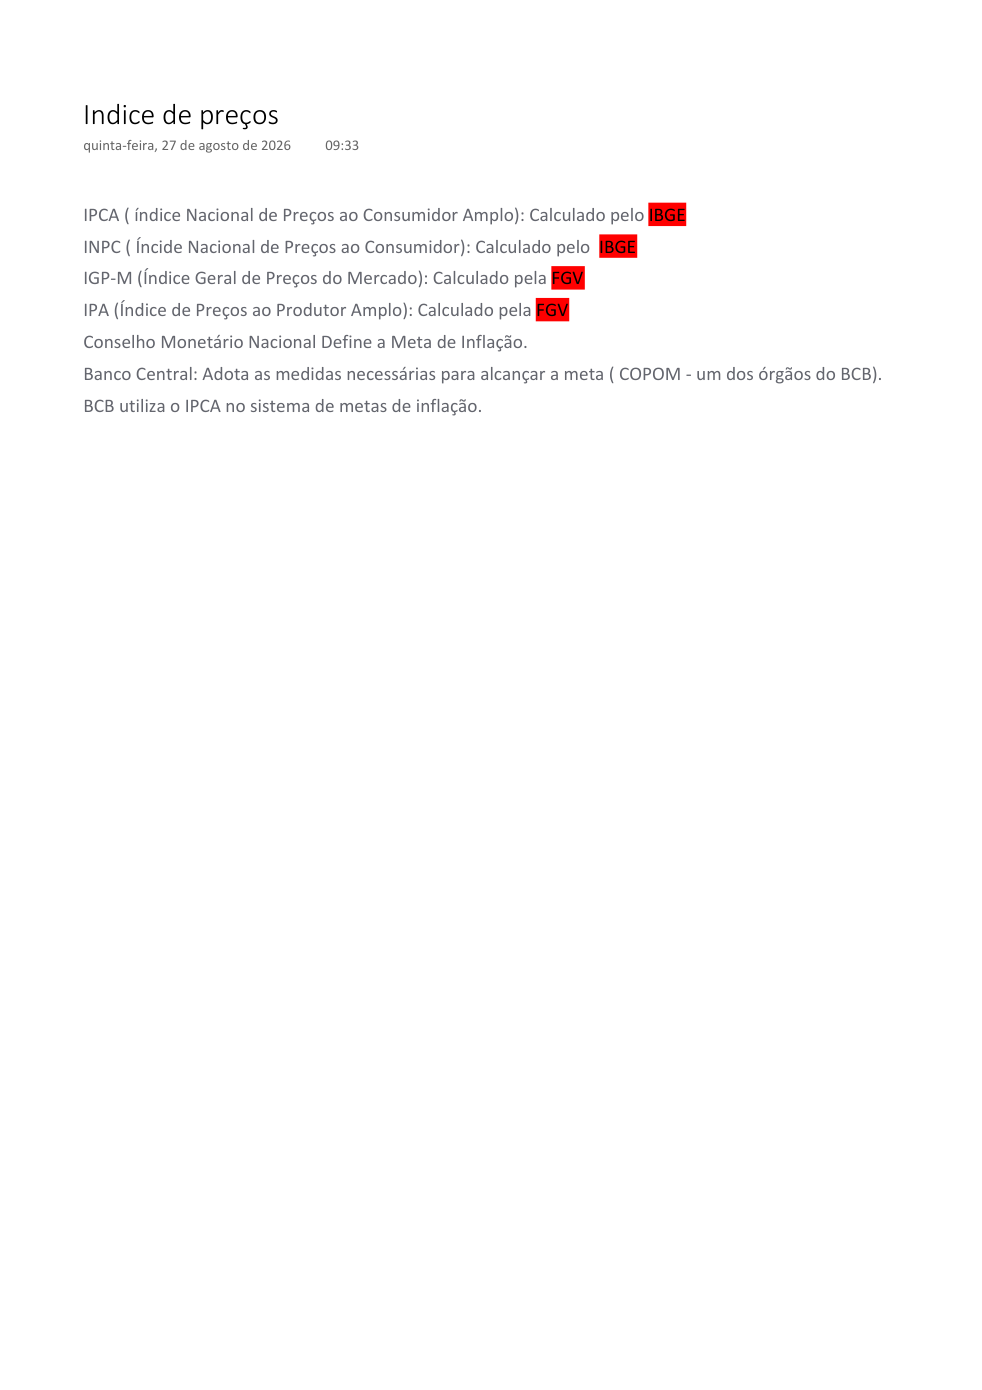 Indice de preços
quinta-feira, 27 de agosto de 2026 09:33
IPCA ( índice Nacional de Preços ao Consumidor Amplo): Calculado pelo IBGE
INPC ( Íncide Nacional de Preços ao Consumidor): Calculado pelo IBGE
IGP-M (Índice Geral de Preços do Mercado): Calculado pela FGV
IPA (Índice de Preços ao Produtor Amplo): Calculado pela FGV
Conselho Monetário Nacional Define a Meta de Inflação.
Banco Central: Adota as medidas necessárias para alcançar a meta ( COPOM - um dos órgãos do BCB).
BCB utiliza o IPCA no sistema de metas de inflação.